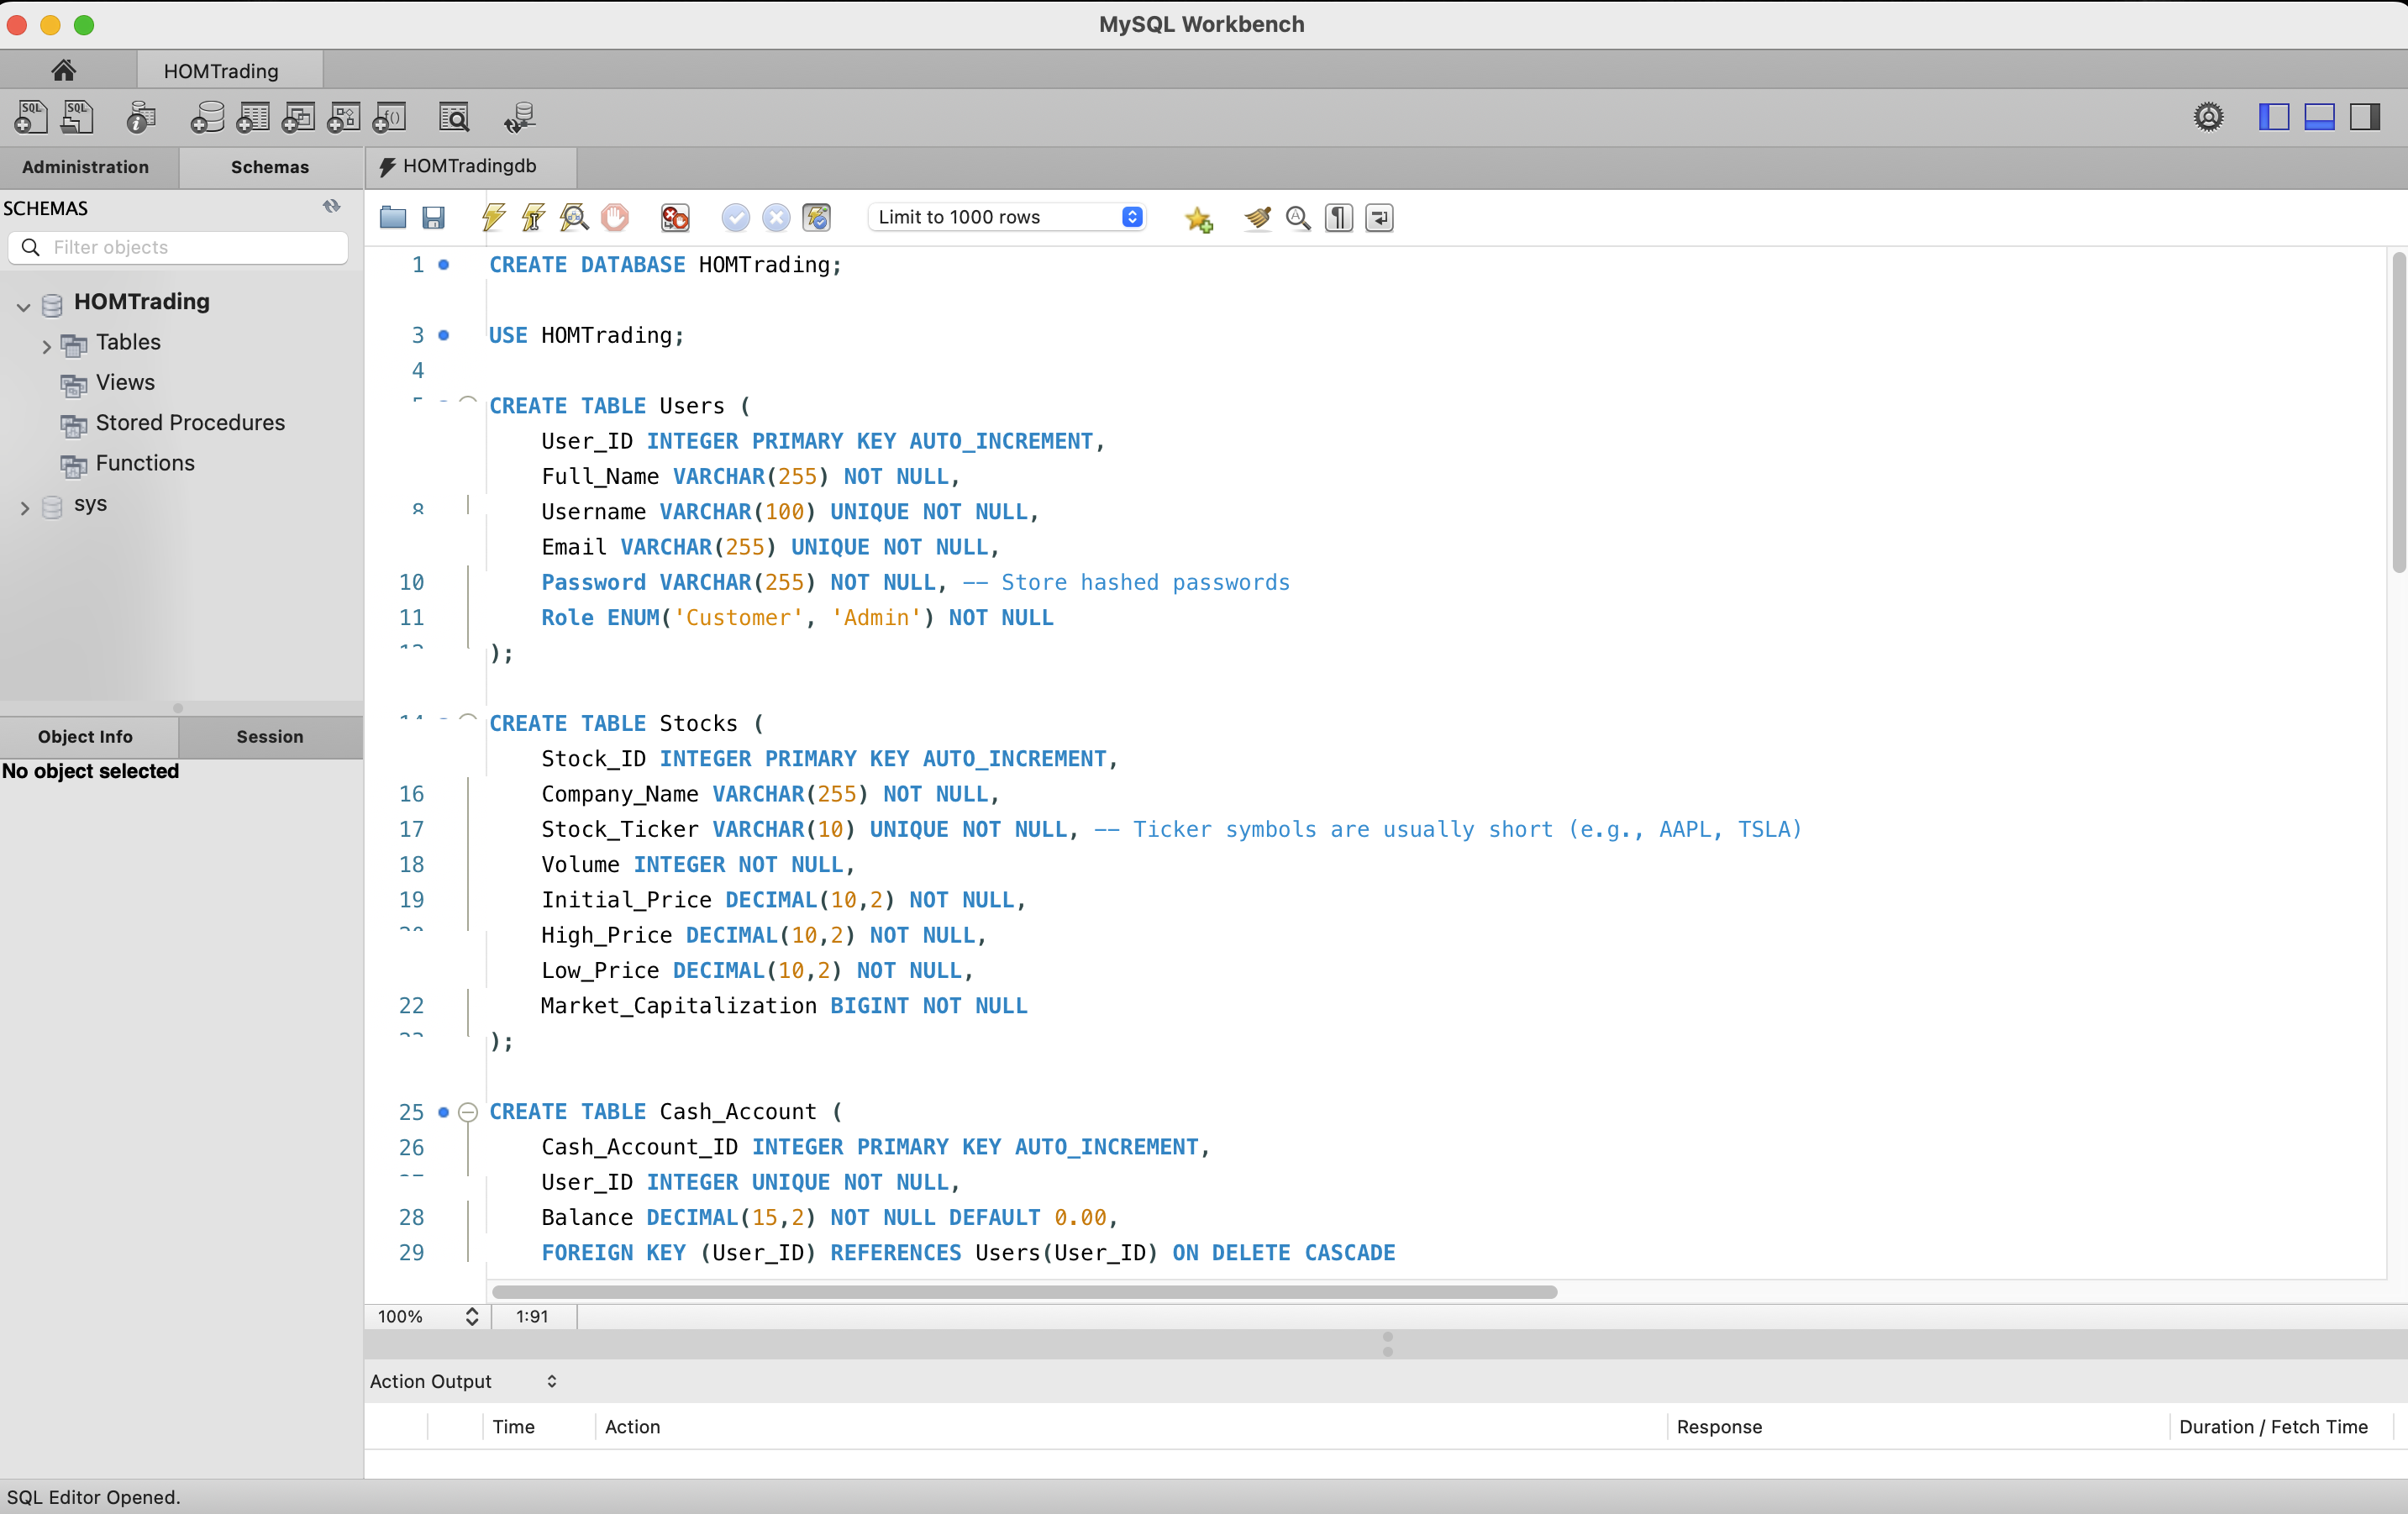 MySQL Workbench
HOMTrading
Administration
Schemas
HOMTradingdb
SCHEMAS
Filter objects
HOMTrading
Tables
Views
Stored Procedures
Functions
sys
Object Info
Session
No object selected
Limit to 1000 rows
1 CREATE DATABASE HOMTrading;
3 USE HOMTrading;
4
CREATE TABLE Users (
User_ID INTEGER PRIMARY KEY AUTO_INCREMENT,
Full_Name VARCHAR(255) NOT NULL,
8 Username VARCHAR(100) UNIQUE NOT NULL,
Email VARCHAR(255) UNIQUE NOT NULL,
10 Password VARCHAR(255) NOT NULL, -- Store hashed passwords
11 Role ENUM('Customer', 'Admin') NOT NULL
);
CREATE TABLE Stocks (
Stock_ID INTEGER PRIMARY KEY AUTO_INCREMENT,
16 Company_Name VARCHAR(255) NOT NULL,
17 Stock_Ticker VARCHAR(10) UNIQUE NOT NULL, -- Ticker symbols are usually short (e.g., AAPL, TSLA)
18 Volume INTEGER NOT NULL,
19 Initial_Price DECIMAL(10,2) NOT NULL,
High_Price DECIMAL(10,2) NOT NULL,
Low_Price DECIMAL(10,2) NOT NULL,
22 Market_Capitalization BIGINT NOT NULL
);
25 CREATE TABLE Cash_Account (
26 Cash_Account_ID INTEGER PRIMARY KEY AUTO_INCREMENT,
User_ID INTEGER UNIQUE NOT NULL,
28 Balance DECIMAL(15,2) NOT NULL DEFAULT 0.00,
29 FOREIGN KEY (User_ID) REFERENCES Users(User_ID) ON DELETE CASCADE
100% 1:91
Action Output
Time Action Response Duration / Fetch Time
SQL Editor Opened.